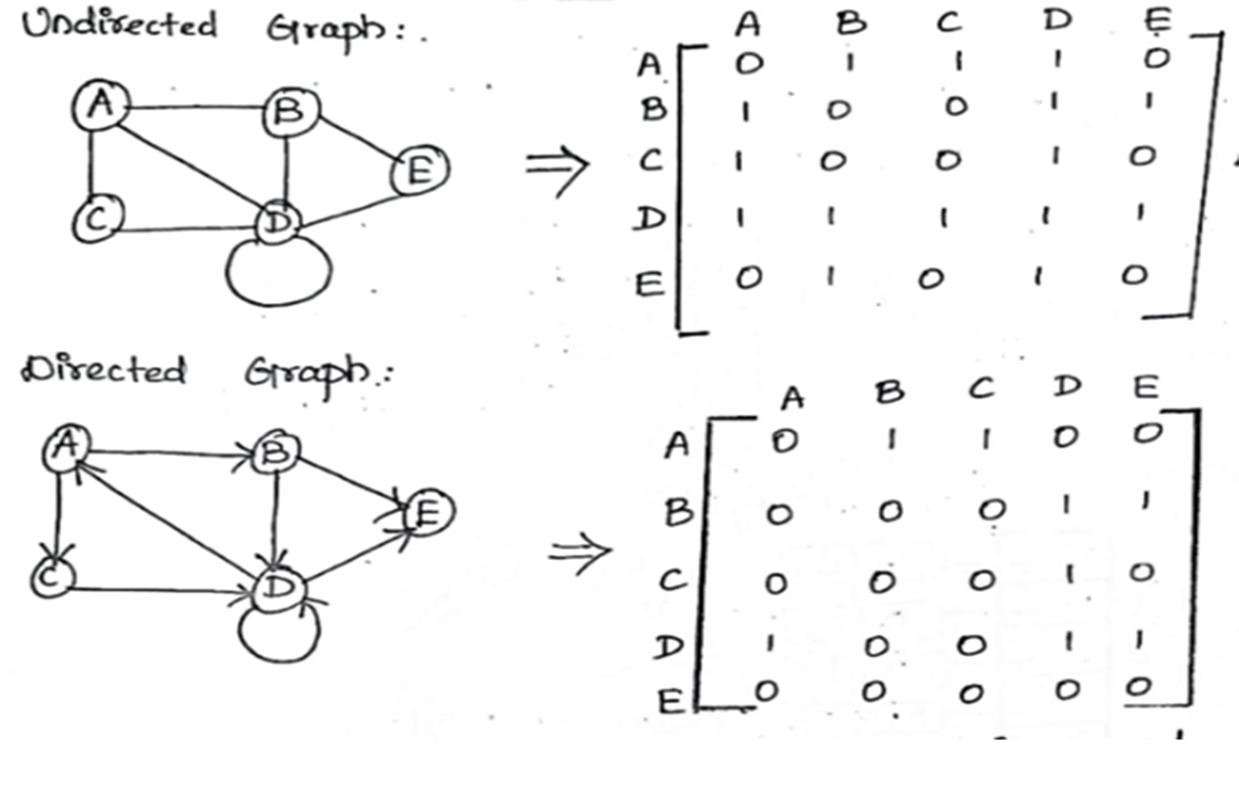 Undirected Graph:.
A B C D E
A 0 1 1 1 0
B 1 0 0 1 1
C 1 0 0 1 0
D 1 1 1 1 1
E 0 1 0 1 0
A B
E
C D
⇒
Directed Graph.:
A B C D E
A 0 1 1 0 0
B 0 0 0 1 1
C 0 0 0 1 0
D 1 0 0 1 1
E 0 0 0 0 0
A B
E
C D
⇒